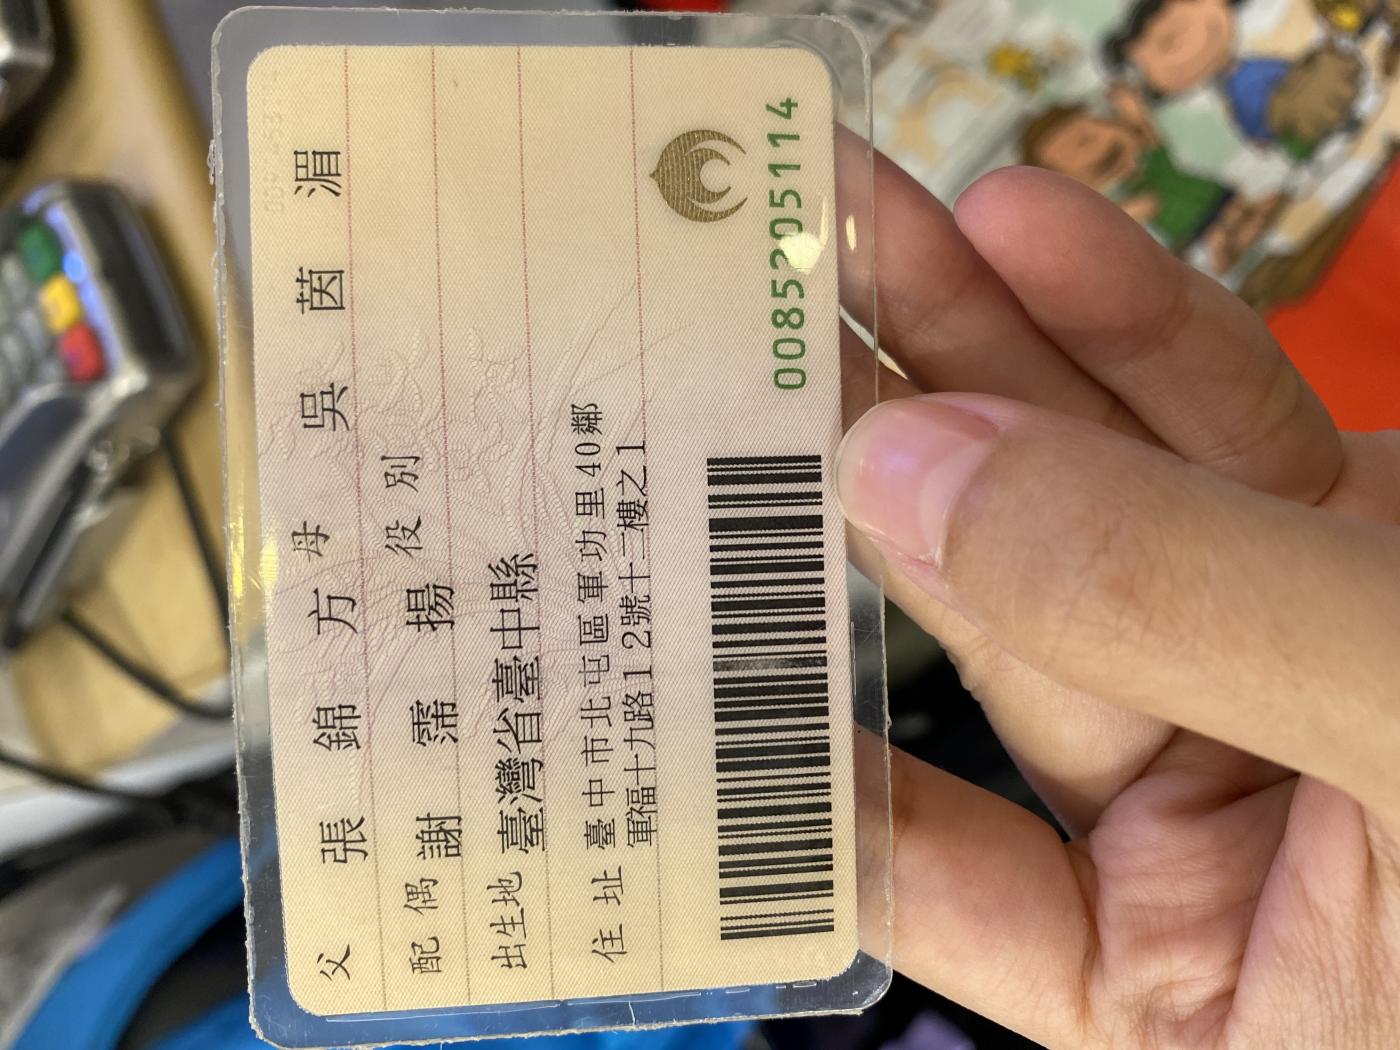 父 張錦方 母 吳茵湄
配偶 謝霈揚 役別
出生地 臺灣省臺中縣
住址 臺中市北屯區軍功里40鄰
軍福十九路12號十二樓之1
0085205114